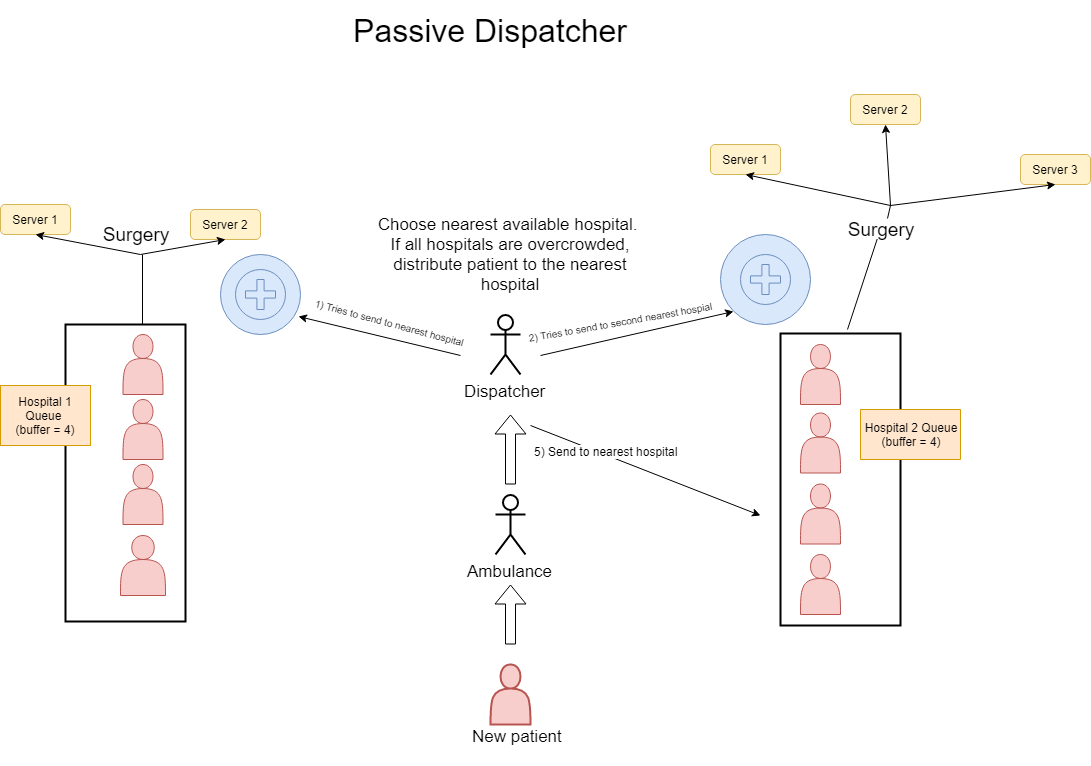 Passive Dispatcher
Server 2
Server 1
Server 3
Server 1
Server 2
Surgery
Surgery
Choose nearest available hospital.
If all hospitals are overcrowded,
distribute patient to the nearest
hospital
1) Tries to send to nearest hospital
2) Tries to send to second nearest hospial
Dispatcher
Hospital 1
Queue
(buffer = 4)
Hospital 2 Queue
(buffer = 4)
5) Send to nearest hospital
Ambulance
New patient